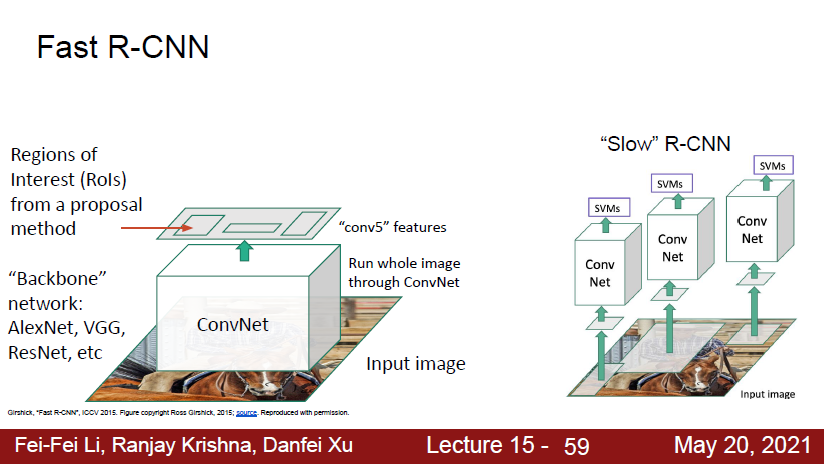 Fast R-CNN
Regions of
Interest (RoIs)
from a proposal
method
“Backbone”
network:
AlexNet, VGG,
ResNet, etc
“conv5” features
Run whole image
through ConvNet
ConvNet
Input image
“Slow” R-CNN
SVMs
SVMs
SVMs
Conv
Net
Conv
Net
Conv
Net
Input image
Girshick, “Fast R-CNN”, ICCV 2015. Figure copyright Ross Girshick, 2015; source. Reproduced with permission.
Fei-Fei Li, Ranjay Krishna, Danfei Xu
Lecture 15 - 59
May 20, 2021